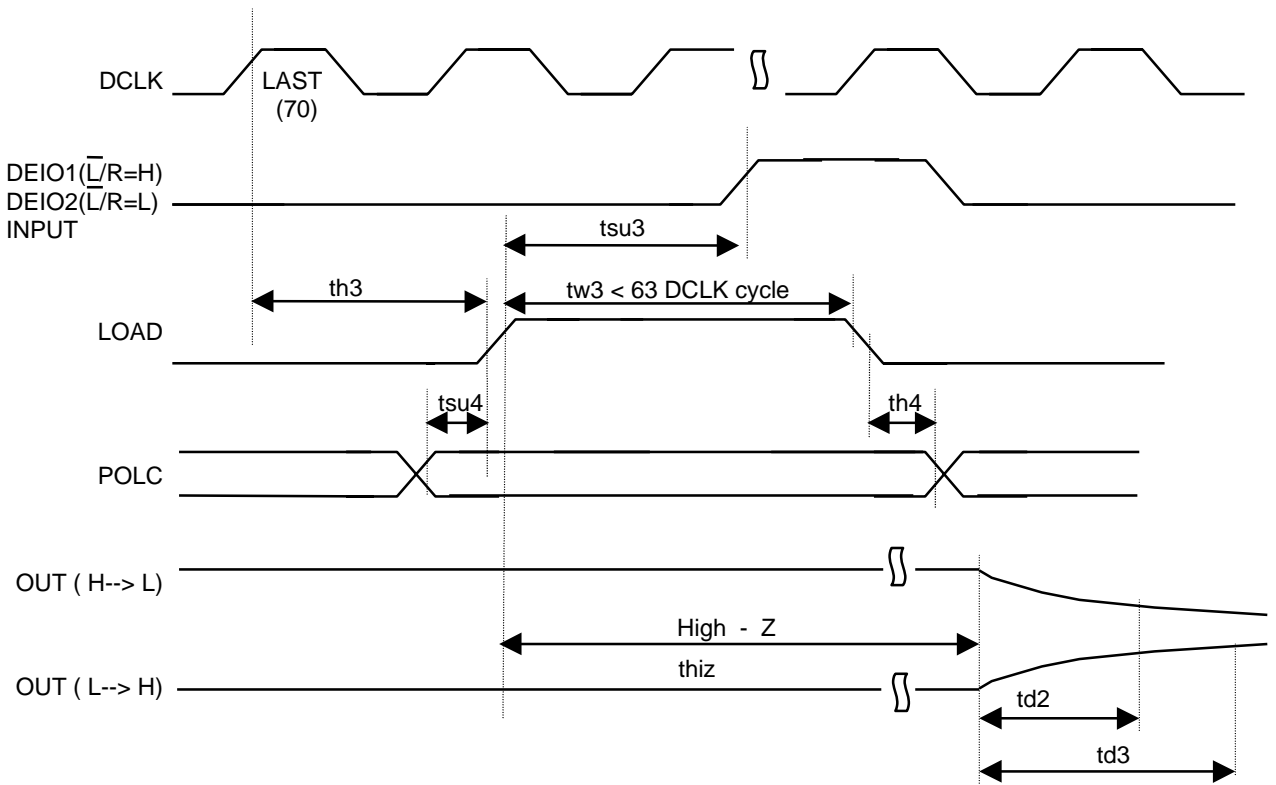 DCLK
LAST
(70)
DEIO1(L̅/R=H)
DEIO2(L̅/R=L)
INPUT
tsu3
th3
tw3 < 63 DCLK cycle
LOAD
tsu4
th4
POLC
OUT ( H--> L)
High - Z
thiz
OUT ( L--> H)
td2
td3